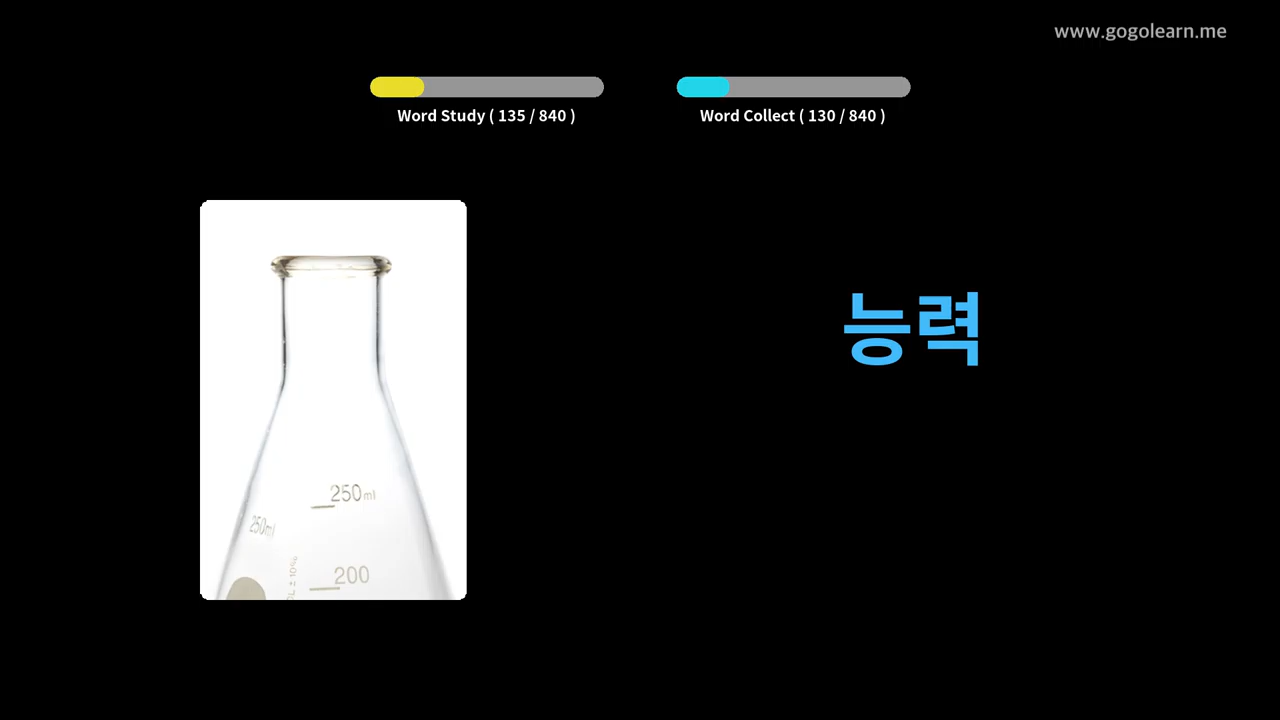 www.gogolearn.me
Word Study ( 135 / 840 )
Word Collect ( 130 / 840 )
능력
250ml
250ml
200